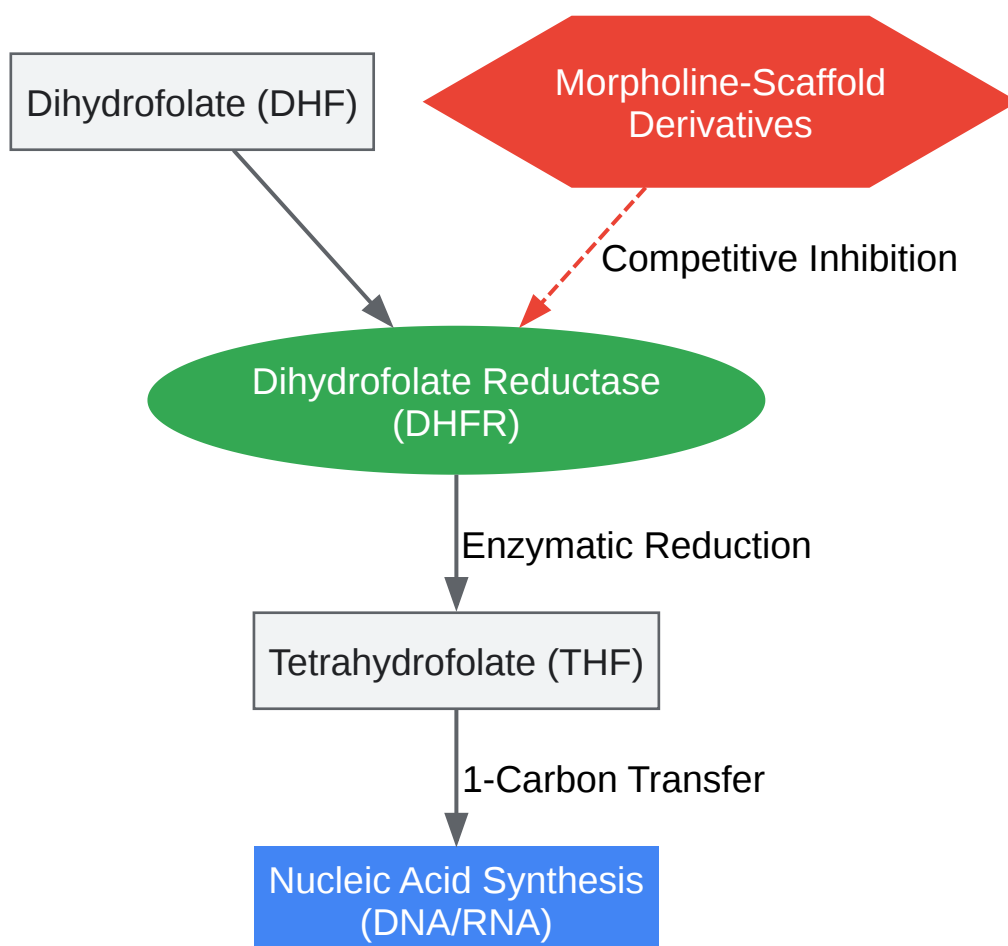 Dihydrofolate (DHF)
Morpholine-Scaffold
Derivatives
Competitive Inhibition
Dihydrofolate Reductase
(DHFR)
Enzymatic Reduction
Tetrahydrofolate (THF)
1-Carbon Transfer
Nucleic Acid Synthesis
(DNA/RNA)